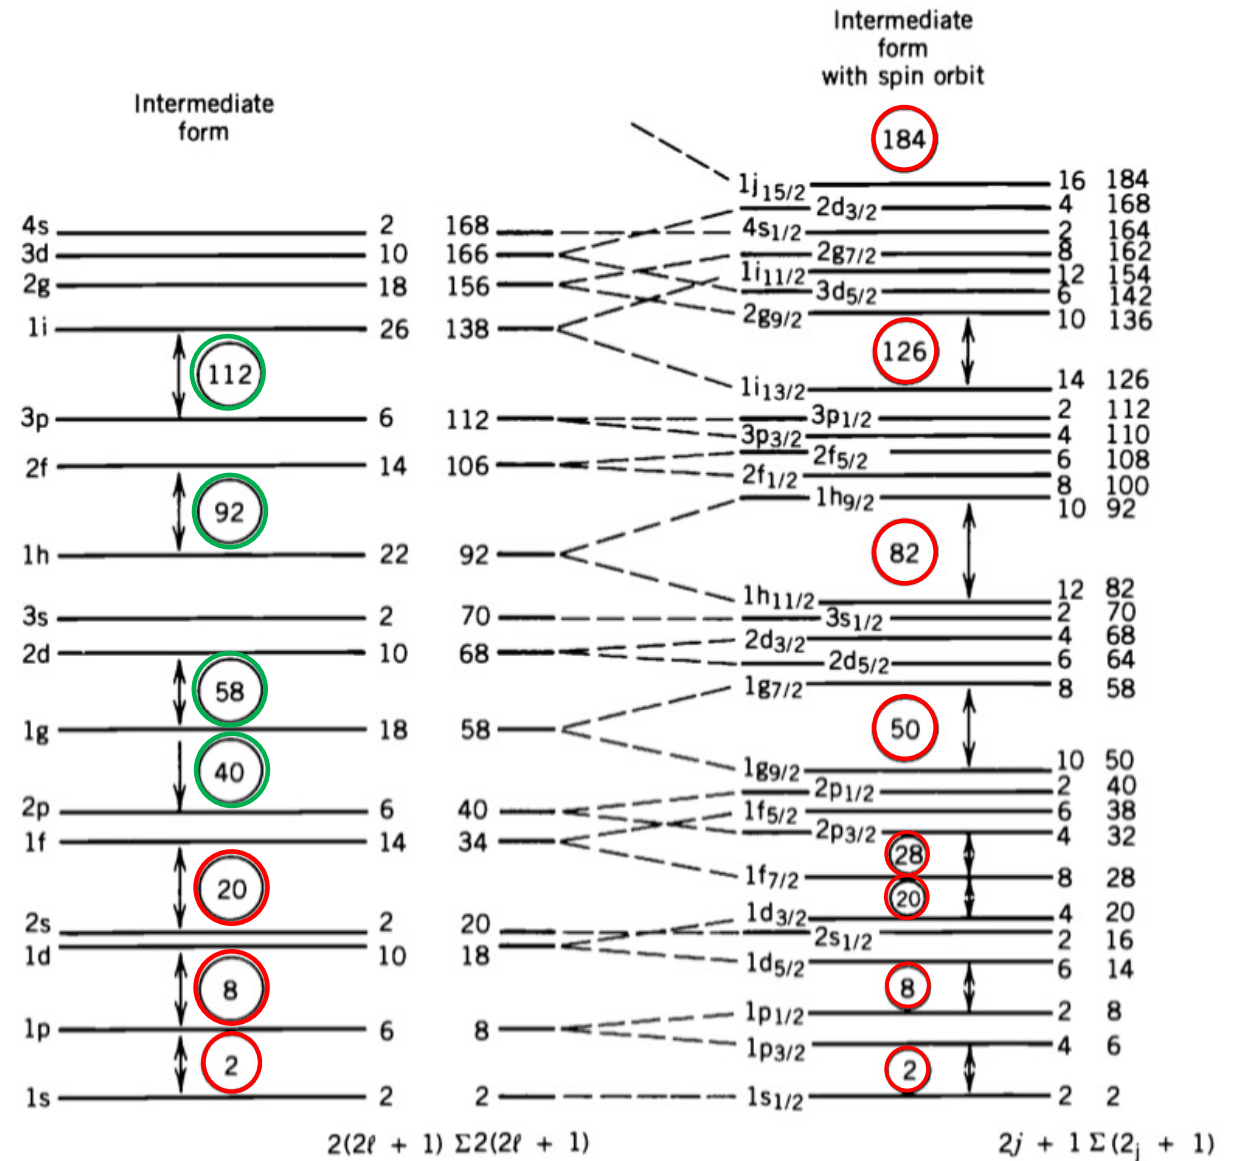 Intermediate
form
with spin orbit
Intermediate
form
184
1j15/2 16 184
2d3/2 4 168
4s 2 168 4s1/2 2 164
3d 10 166 2g7/2 8 162
2g 18 156 1i11/2 12 154
3d5/2 6 142
1i 26 138 2g9/2 10 136
112 126
1i13/2 14 126
3p 6 112 3p1/2 2 112
3p3/2 4 110
2f 14 106 2f5/2 6 108
2f1/2 8 100
92 1h9/2 10 92
1h 22 92 82
1h11/2 12 82
3s 2 70 3s1/2 2 70
2d 10 68 2d3/2 4 68
2d5/2 6 64
58 1g7/2 8 58
1g 18 58 50
40 1g9/2 10 50
2p1/2 2 40
2p 6 40 1f5/2 6 38
1f 14 34 2p3/2 4 32
28
20 1f7/2 8 28
20
2s 2 20 1d3/2 4 20
2s1/2 2 16
1d 10 18 1d5/2 6 14
8 8
1p 6 8 1p1/2 2 8
1p3/2 4 6
2 2
1s 2 2 1s1/2 2 2
2(2ℓ + 1) Σ2(2ℓ + 1) 2j + 1 Σ(2j + 1)